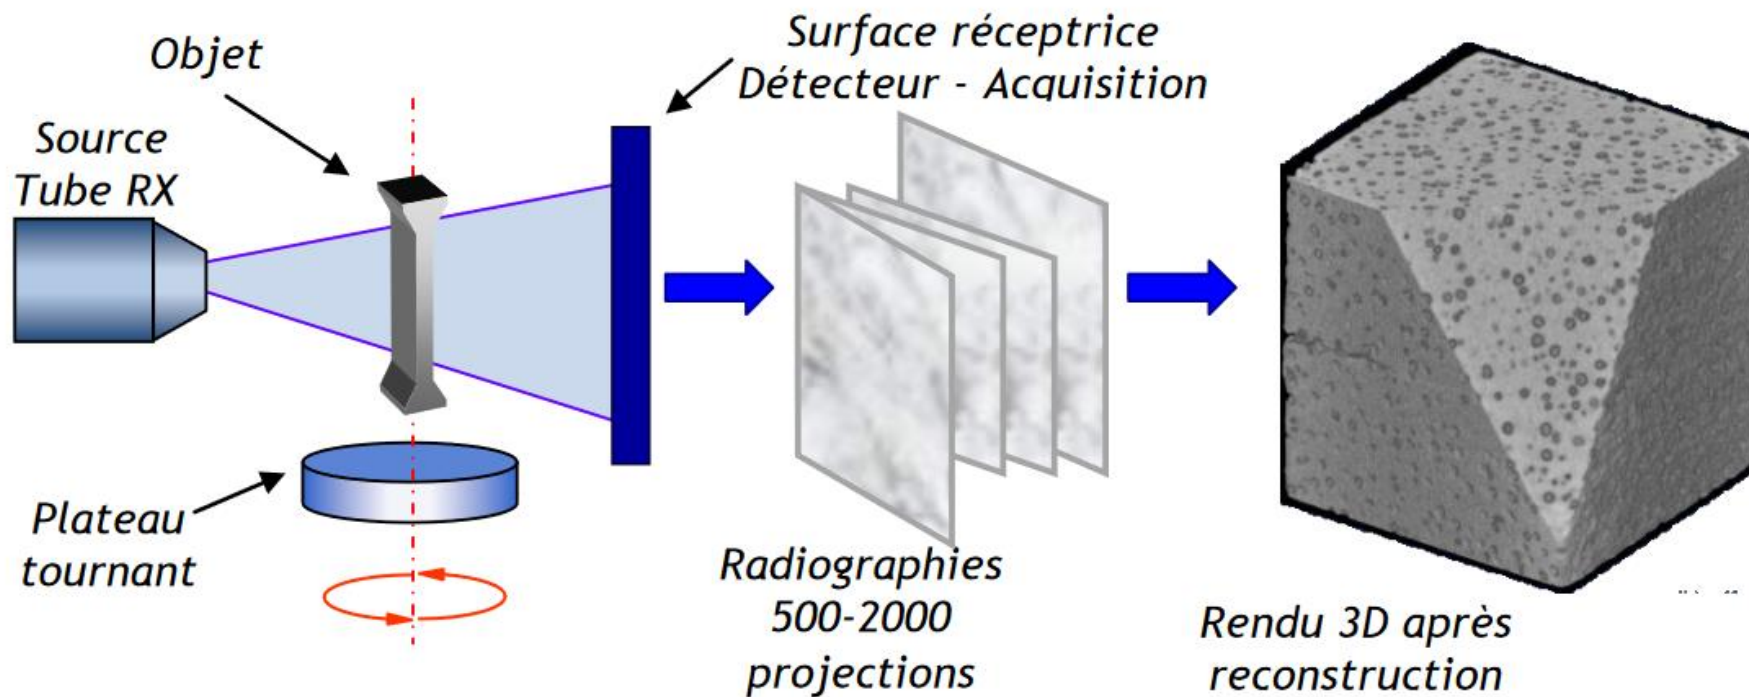 Objet
Surface réceptrice
Détecteur - Acquisition
Source
Tube RX
Plateau
tournant
Radiographies
500-2000
projections
Rendu 3D après
reconstruction